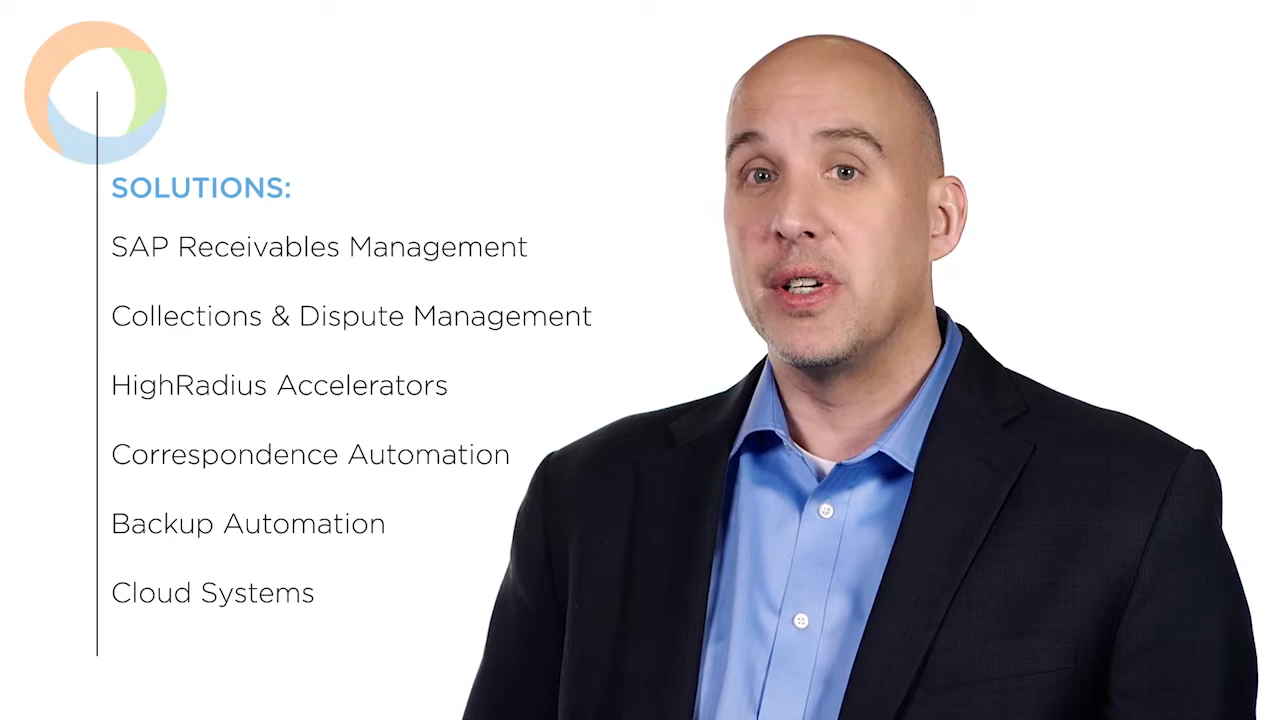 SOLUTIONS:
SAP Receivables Management
Collections & Dispute Management
HighRadius Accelerators
Correspondence Automation
Backup Automation
Cloud Systems